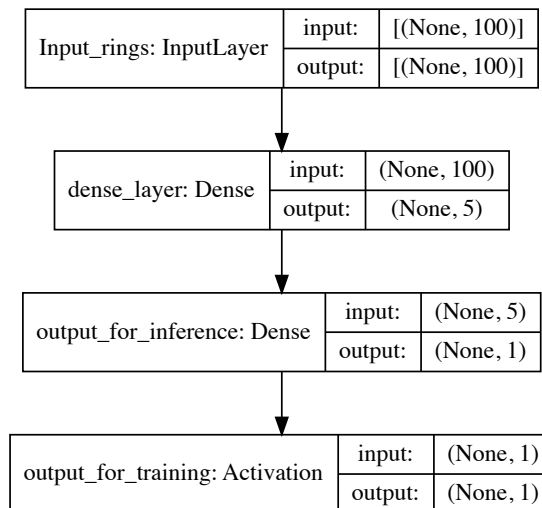 Input_rings: InputLayer
input: [(None, 100)]
output: [(None, 100)]
dense_layer: Dense
input: (None, 100)
output: (None, 5)
output_for_inference: Dense
input: (None, 5)
output: (None, 1)
output_for_training: Activation
input: (None, 1)
output: (None, 1)